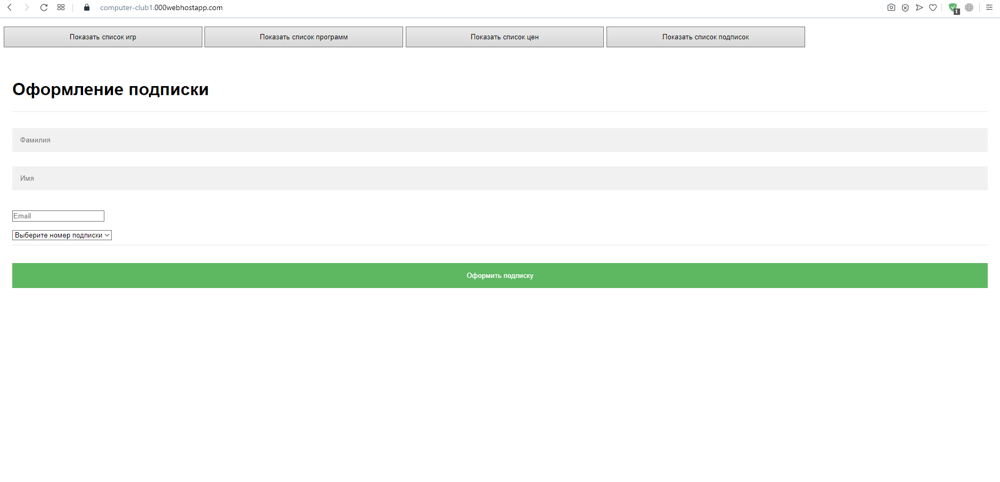 computer-club1.000webhostapp.com
1
Показать список игр
Показать список программ
Показать список цен
Показать список подписок
Оформление подписки
Фамилия
Имя
Email
Выберите номер подписки
Оформить подписку